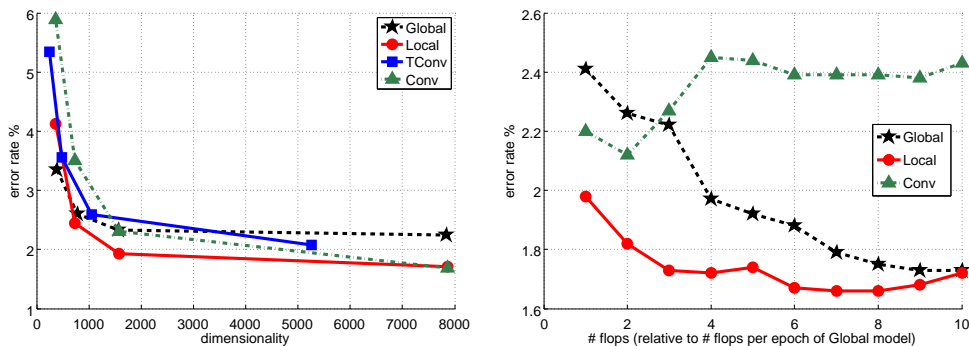 6
5
4
3
2
1
0
1000
2000
3000
4000
5000
6000
7000
8000
error rate %
dimensionality
Global
Local
TConv
Conv
2.6
2.4
2.2
2
1.8
1.6
0
2
4
6
8
10
error rate %
# flops (relative to # flops per epoch of Global model)
Global
Local
Conv